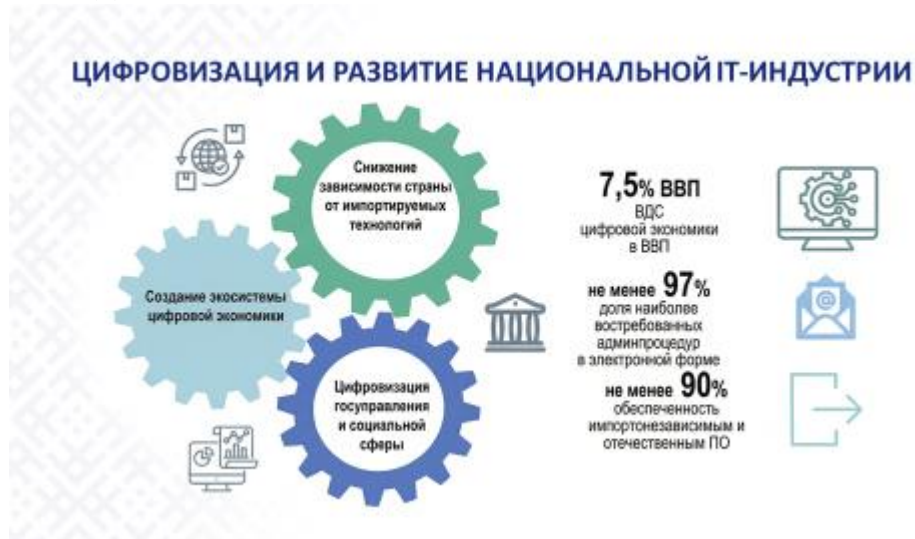 ЦИФРОВИЗАЦИЯ И РАЗВИТИЕ НАЦИОНАЛЬНОЙ IT-ИНДУСТРИИ
Снижение
зависимости страны
от импортируемых
технологий
Создание экосистемы
цифровой экономики
Цифровизация
госуправления
и социальной
сферы
7,5% ВВП
ВДС
цифровой экономики
в ВВП
не менее 97%
доля наиболее
востребованных
админпроцедур
в электронной форме
не менее 90%
обеспеченность
импортонезависимым и
отечественным ПО